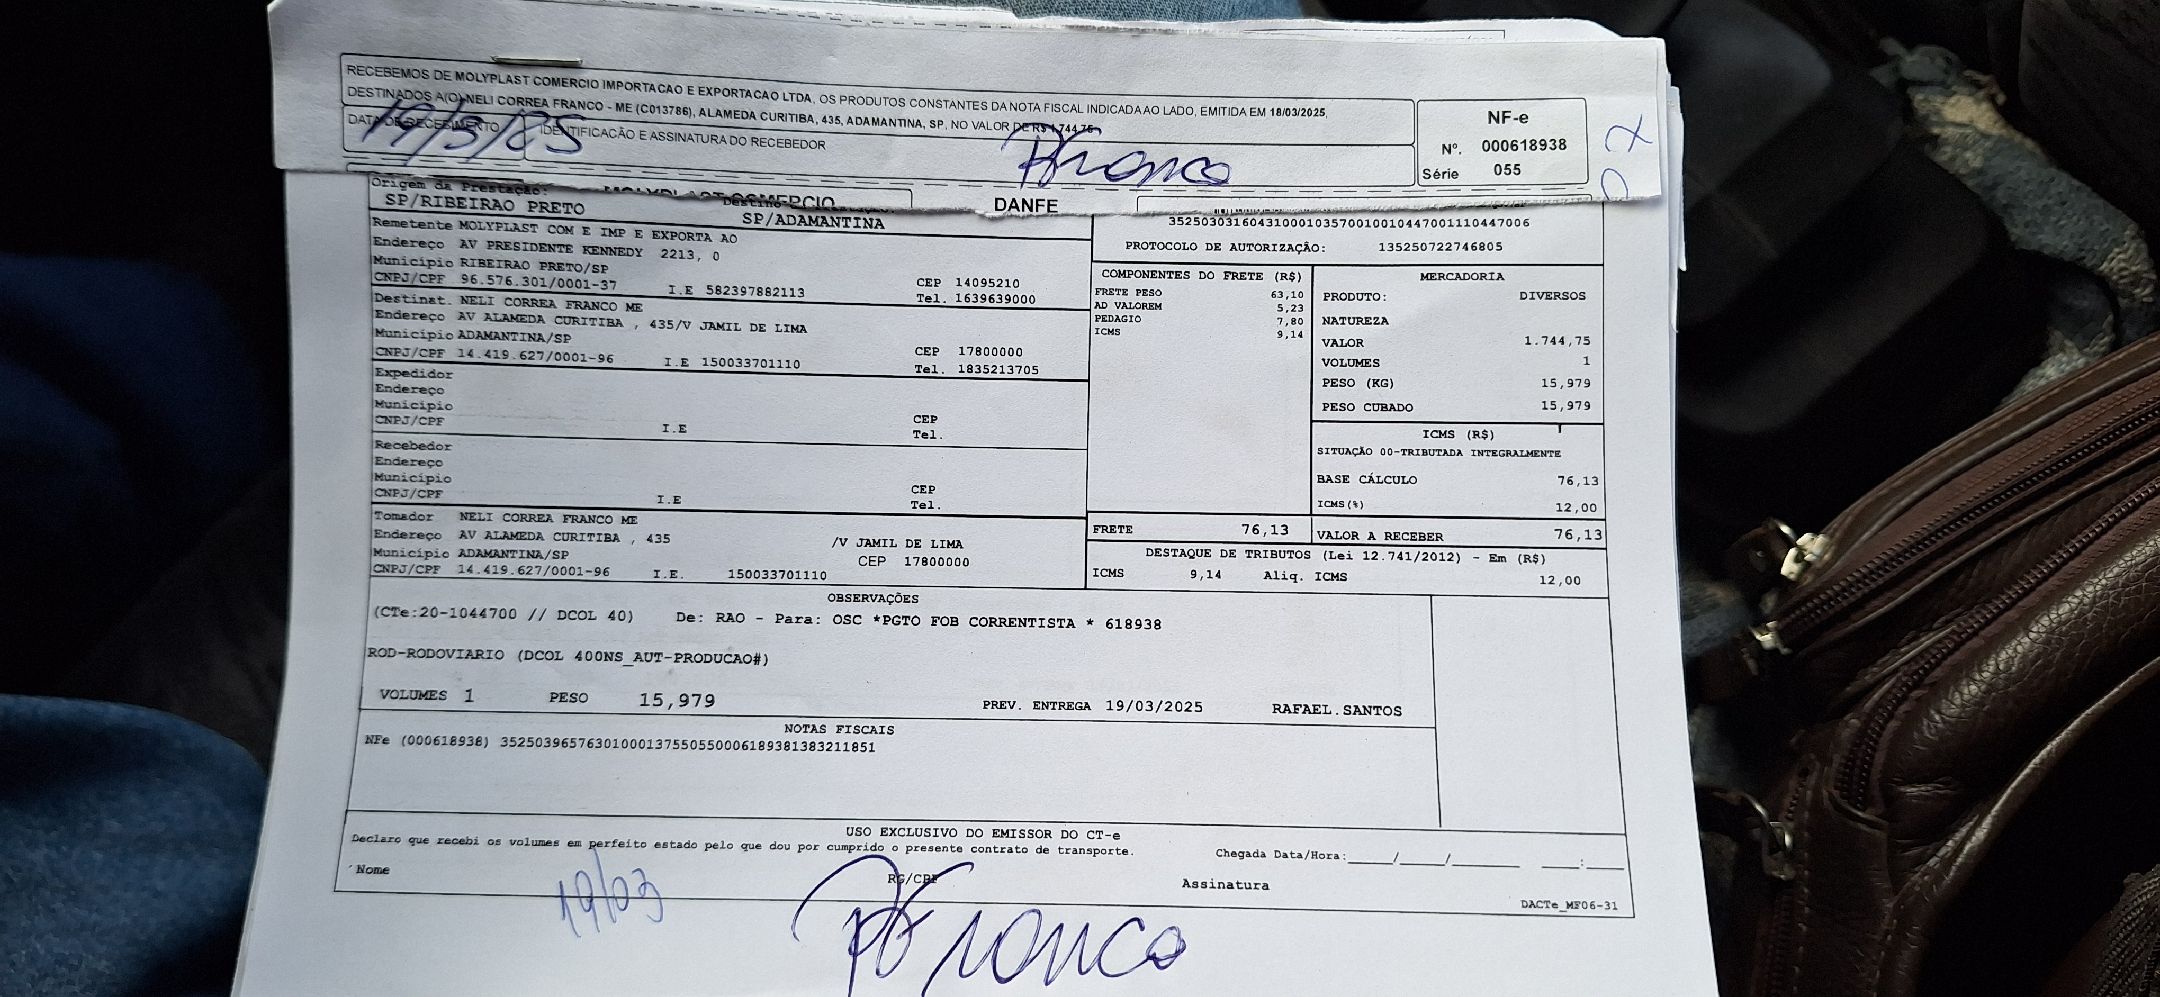 RECEBEMOS DE MOLYPLAST COMERCIO IMPORTACAO E EXPORTACAO LTDA, OS PRODUTOS CONSTANTES DA NOTA FISCAL INDICADA AO LADO, EMITIDA EM 18/03/2025,
DESTINADOS A(O) NELI CORREA FRANCO - ME (C013786), ALAMEDA CURITIBA, 435, ADAMANTINA, SP, NO VALOR DE R$ 1.744,75
DATA DE RECEBIMENTO
19/3/25
IDENTIFICACÃO E ASSINATURA DO RECEBEDOR
Franco
NF-e
Nº. 000618938
Série 055
Origem da Prestação:
SP/RIBEIRAO PRETO
MOLYPLAST COMERCIO
SP/ADAMANTINA
DANFE
Remetente MOLYPLAST COM E IMP E EXPORTA AO
Endereço AV PRESIDENTE KENNEDY 2213, 0
Município RIBEIRAO PRETO/SP
CNPJ/CPF 96.576.301/0001-37 I.E 582397882113
CEP 14095210
Tel. 1639639000
Destinat. NELI CORREA FRANCO ME
Endereço AV ALAMEDA CURITIBA , 435/V JAMIL DE LIMA
Município ADAMANTINA/SP
CNPJ/CPF 14.419.627/0001-96 I.E 150033701110
CEP 17800000
Tel. 1835213705
Expedidor
Endereço
Município
CNPJ/CPF I.E
CEP
Tel.
Recebedor
Endereço
Município
CNPJ/CPF I.E
CEP
Tel.
Tomador NELI CORREA FRANCO ME
Endereço AV ALAMEDA CURITIBA , 435 /V JAMIL DE LIMA
Município ADAMANTINA/SP CEP 17800000
CNPJ/CPF 14.419.627/0001-96 I.E. 150033701110
35250303160431000103570010010447001110447006
PROTOCOLO DE AUTORIZAÇÃO: 135250722746805
COMPONENTES DO FRETE (R$)
FRETE PESO 63,10
AD VALOREM 5,23
PEDAGIO 7,80
ICMS 9,14
MERCADORIA
PRODUTO: DIVERSOS
NATUREZA
VALOR 1.744,75
VOLUMES 1
PESO (KG) 15,979
PESO CUBADO 15,979
ICMS (R$)
SITUAÇÃO 00-TRIBUTADA INTEGRALMENTE
BASE CÁLCULO 76,13
ICMS(%) 12,00
FRETE 76,13
VALOR A RECEBER 76,13
DESTAQUE DE TRIBUTOS (Lei 12.741/2012) - Em (R$)
ICMS 9,14 Aliq. ICMS 12,00
OBSERVAÇÕES
(CTe:20-1044700 // DCOL 40) De: RAO - Para: OSC *PGTO FOB CORRENTISTA * 618938
ROD-RODOVIARIO (DCOL 400NS_AUT-PRODUCAO#)
VOLUMES 1 PESO 15,979 PREV. ENTREGA 19/03/2025 RAFAEL.SANTOS
NOTAS FISCAIS
NFe (000618938) 35250396576301000137550550006189381383211851
USO EXCLUSIVO DO EMISSOR DO CT-e
Declaro que recebi os volumes em perfeito estado pelo que dou por cumprido o presente contrato de transporte.
Chegada Data/Hora:_____/_____/________ ____:____
Nome
RG/CPF
Assinatura
19/03
Franco
DACTe_MF06-31